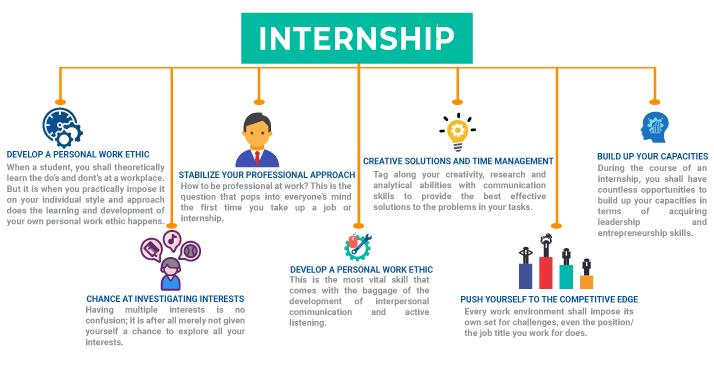 INTERNSHIP
DEVELOP A PERSONAL WORK ETHIC
When a student, you shall theoretically
learn the do's and dont's at a workplace.
But it is when you practically impose it
on your individual style and approach
does the learning and development of
your own personal work ethic happens.
STABILIZE YOUR PROFESSIONAL APPROACH
How to be professional at work? This is the
question that pops into everyone's mind
the first time you take up a job or
internship.
CREATIVE SOLUTIONS AND TIME MANAGEMENT
Tag along your creativity, research and
analytical abilities with communication
skills to provide the best effective
solutions to the problems in your tasks.
BUILD UP YOUR CAPACITIES
During the course of an
internship, you shall have
countless opportunities to
build up your capacities in
terms of acquiring
leadership and
entrepreneurship skills.
CHANCE AT INVESTIGATING INTERESTS
Having multiple interests is no
confusion; it is after all merely not given
yourself a chance to explore all your
interests.
DEVELOP A PERSONAL WORK ETHIC
This is the most vital skill that
comes with the baggage of the
development of interpersonal
communication and active
listening.
PUSH YOURSELF TO THE COMPETITIVE EDGE
Every work environment shall impose its
own set for challenges, even the position/
the job title you work for does.